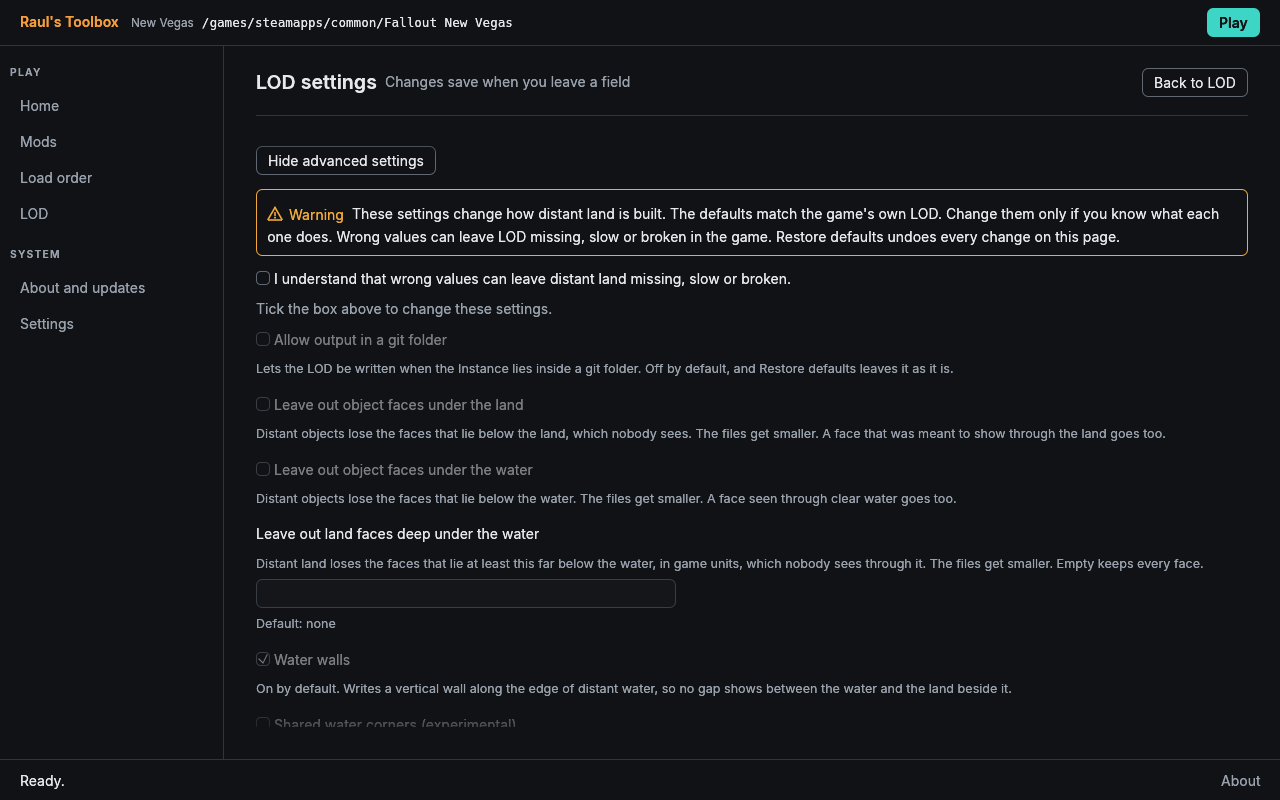 Raul's Toolbox New Vegas /games/steamapps/common/Fallout New Vegas Play
PLAY
Home
Mods
Load order
LOD
SYSTEM
About and updates
Settings
LOD settings Changes save when you leave a field Back to LOD
Hide advanced settings
Warning These settings change how distant land is built. The defaults match the game's own LOD. Change them only if you know what each
one does. Wrong values can leave LOD missing, slow or broken in the game. Restore defaults undoes every change on this page.
I understand that wrong values can leave distant land missing, slow or broken.
Tick the box above to change these settings.
Allow output in a git folder
Lets the LOD be written when the Instance lies inside a git folder. Off by default, and Restore defaults leaves it as it is.
Leave out object faces under the land
Distant objects lose the faces that lie below the land, which nobody sees. The files get smaller. A face that was meant to show through the land goes too.
Leave out object faces under the water
Distant objects lose the faces that lie below the water. The files get smaller. A face seen through clear water goes too.
Leave out land faces deep under the water
Distant land loses the faces that lie at least this far below the water, in game units, which nobody sees through it. The files get smaller. Empty keeps every face.
Default: none
Water walls
On by default. Writes a vertical wall along the edge of distant water, so no gap shows between the water and the land beside it.
Shared water corners (experimental)
Ready. About